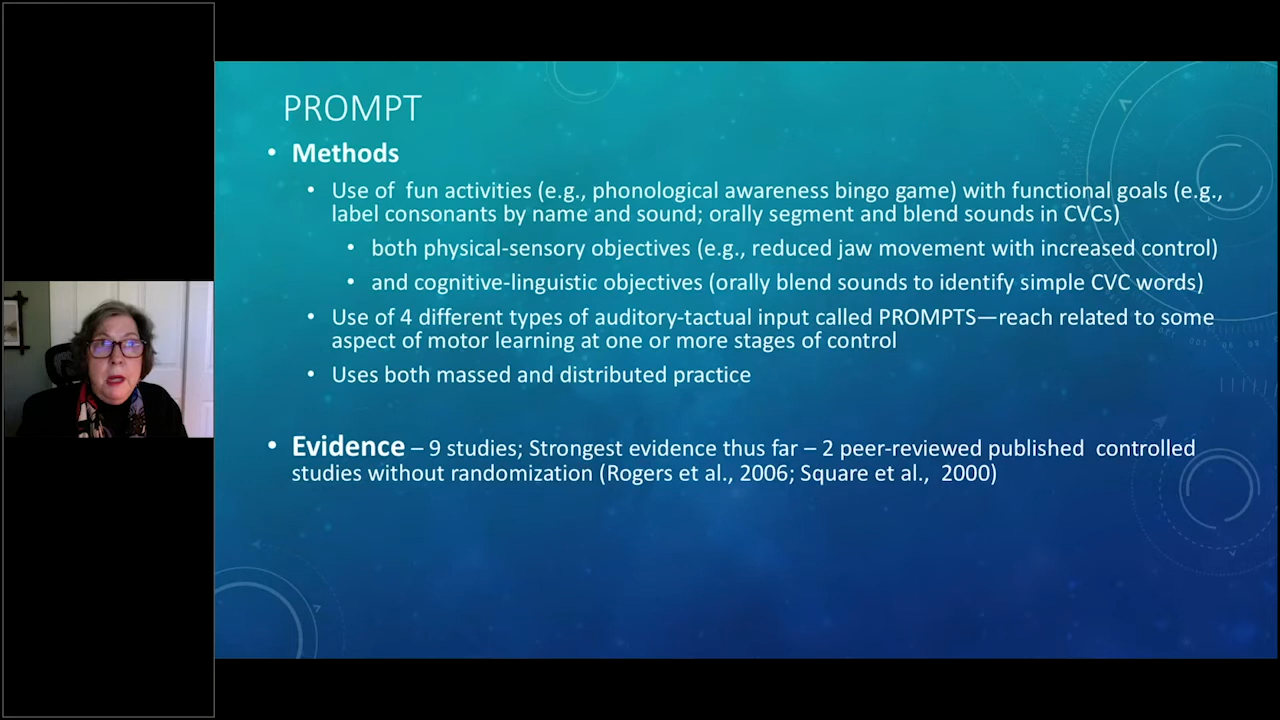 PROMPT
• Methods
• Use of fun activities (e.g., phonological awareness bingo game) with functional goals (e.g.,
label consonants by name and sound; orally segment and blend sounds in CVCs)
• both physical-sensory objectives (e.g., reduced jaw movement with increased control)
• and cognitive-linguistic objectives (orally blend sounds to identify simple CVC words)
• Use of 4 different types of auditory-tactual input called PROMPTS—reach related to some
aspect of motor learning at one or more stages of control
• Uses both massed and distributed practice
• Evidence – 9 studies; Strongest evidence thus far – 2 peer-reviewed published controlled
studies without randomization (Rogers et al., 2006; Square et al., 2000)